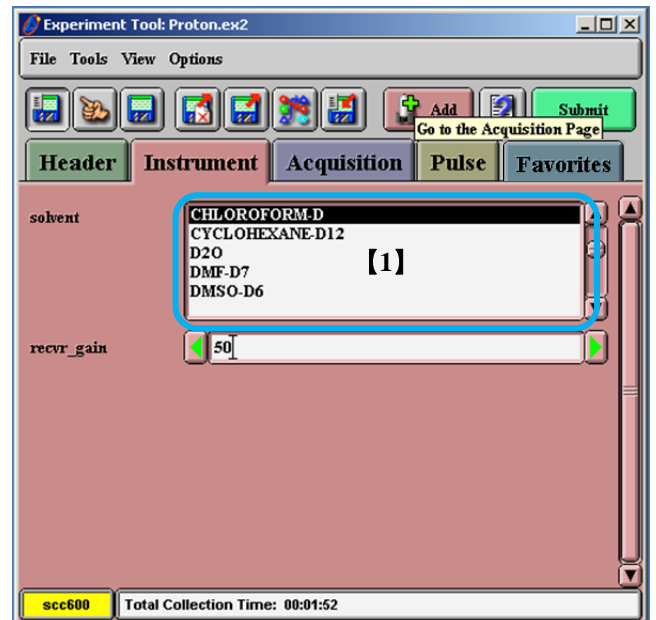 Experiment Tool: Proton.ex2
File Tools View Options
Add Submit
Go to the Acquisition Page
Header Instrument Acquisition Pulse Favorites
solvent
CHLOROFORM-D
CYCLOHEXANE-D12
D2O
DMF-D7
DMSO-D6
【1】
recvr_gain 50
scc600 Total Collection Time: 00:01:52